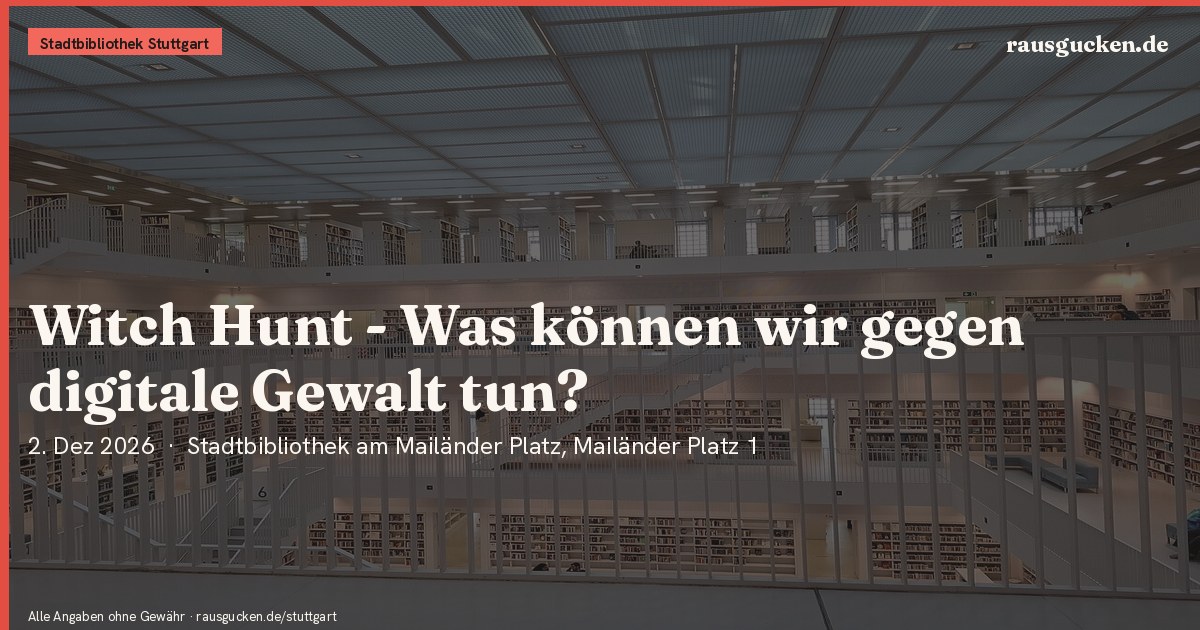 Stadtbibliothek Stuttgart
rausgucken.de
Witch Hunt - Was können wir gegen
digitale Gewalt tun?
2. Dez 2026 · Stadtbibliothek am Mailänder Platz, Mailänder Platz 1
6
Alle Angaben ohne Gewähr · rausgucken.de/stuttgart